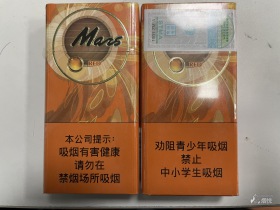 Mars
本公司提示:
吸烟有害健康
请勿在
禁烟场所吸烟
劝阻青少年吸烟
禁止
中小学生吸烟